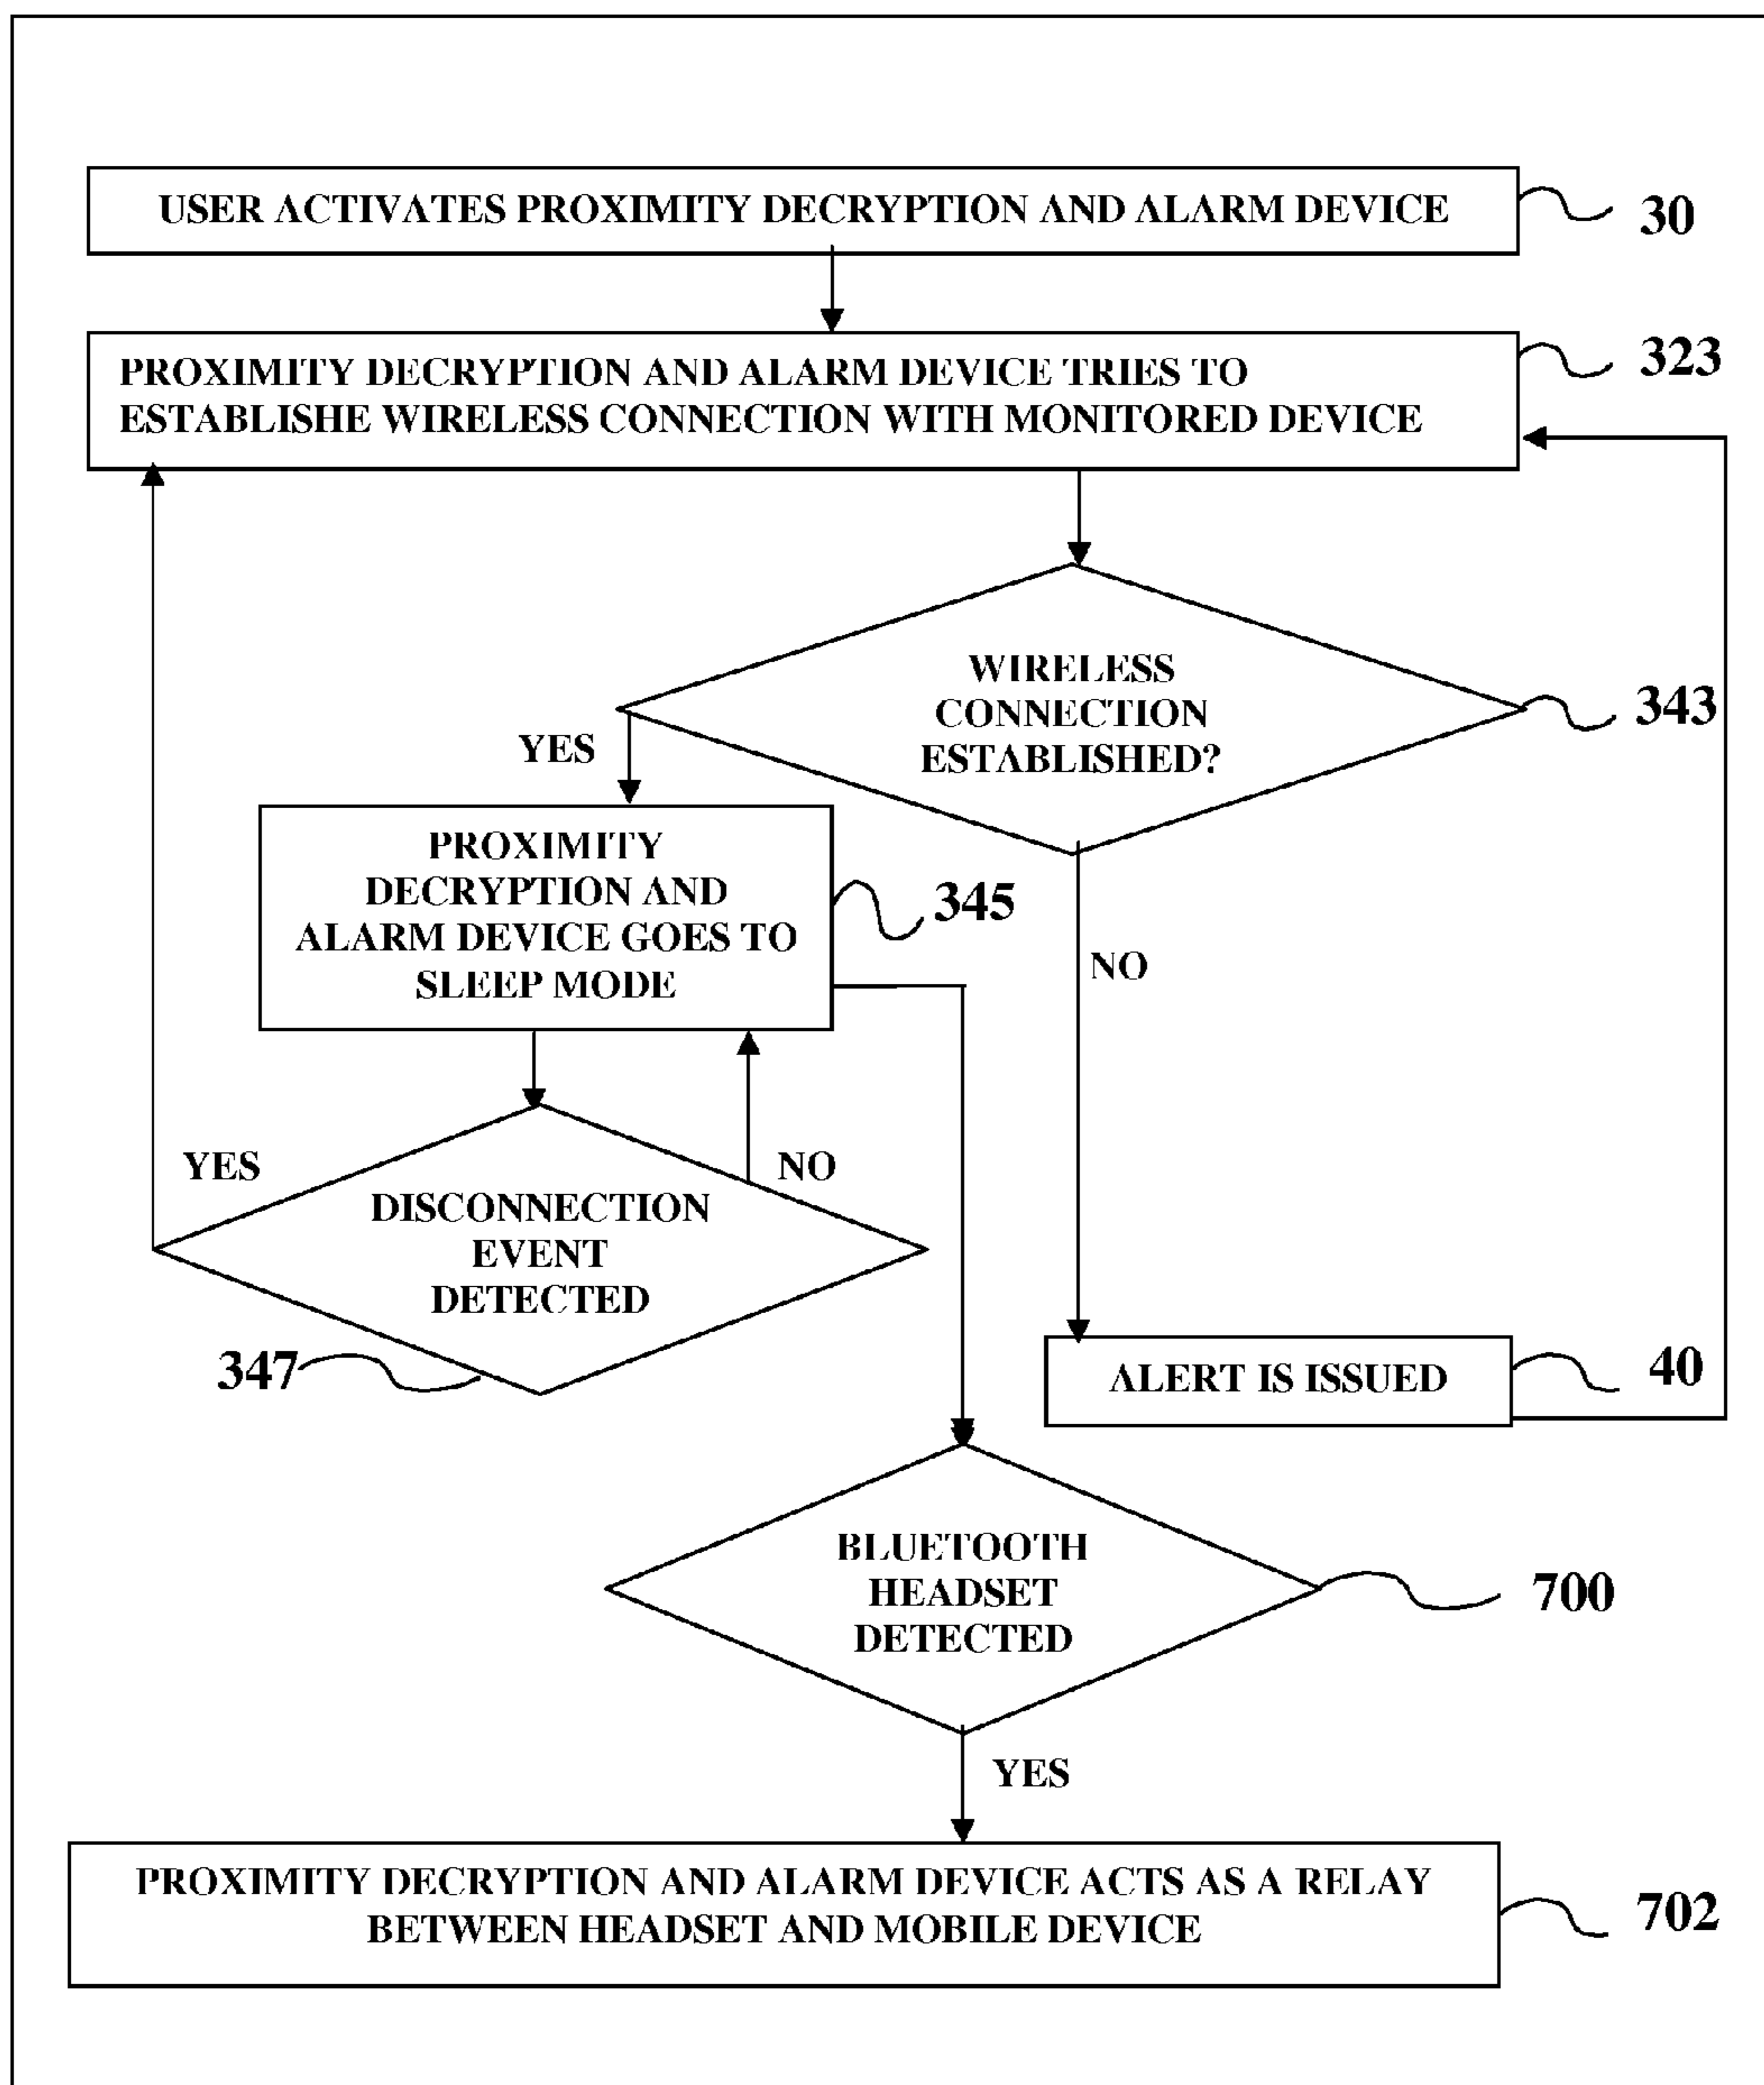 USER ACTIVATES PROXIMITY DECRYPTION AND ALARM DEVICE
30
PROXIMITY DECRYPTION AND ALARM DEVICE TRIES TO
ESTABLISHE WIRELESS CONNECTION WITH MONITORED DEVICE
323
WIRELESS
CONNECTION
ESTABLISHED?
343
YES
PROXIMITY
DECRYPTION AND
ALARM DEVICE GOES TO
SLEEP MODE
345
NO
YES
NO
DISCONNECTION
EVENT
DETECTED
347
ALERT IS ISSUED
40
BLUETOOTH
HEADSET
DETECTED
700
YES
PROXIMITY DECRYPTION AND ALARM DEVICE ACTS AS A RELAY
BETWEEN HEADSET AND MOBILE DEVICE
702